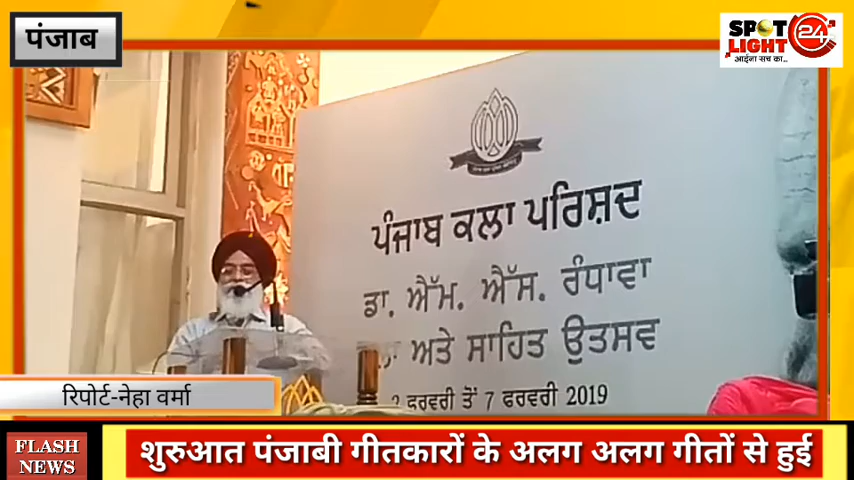 पंजाब
SPOT
LIGHT 24
आईना सच का..
ਪੰਜਾਬ ਕਲਾ ਪਰਿਸ਼ਦ
ਡਾ. ਐੱਮ. ਐੱਸ. ਰੰਧਾਵਾ
ਅਤੇ ਸਾਹਿਤ ਉਤਸਵ
2 ਫਰਵਰੀ ਤੋਂ 7 ਫਰਵਰੀ 2019
रिपोर्ट-नेहा वर्मा
FLASH
NEWS
शुरुआत पंजाबी गीतकारों के अलग अलग गीतों से हुई